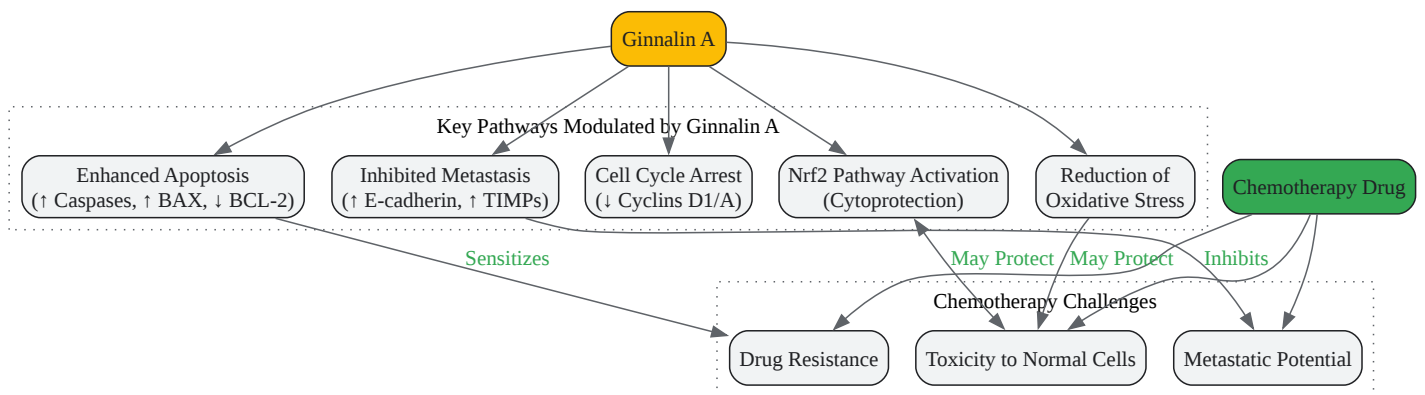 Ginnalin A
Key Pathways Modulated by Ginnalin A
Enhanced Apoptosis
(↑ Caspases, ↑ BAX, ↓ BCL-2)
Inhibited Metastasis
(↑ E-cadherin, ↑ TIMPs)
Cell Cycle Arrest
(↓ Cyclins D1/A)
Nrf2 Pathway Activation
(Cytoprotection)
Reduction of
Oxidative Stress
Chemotherapy Drug
Sensitizes
May Protect
May Protect
Inhibits
Chemotherapy Challenges
Drug Resistance
Toxicity to Normal Cells
Metastatic Potential